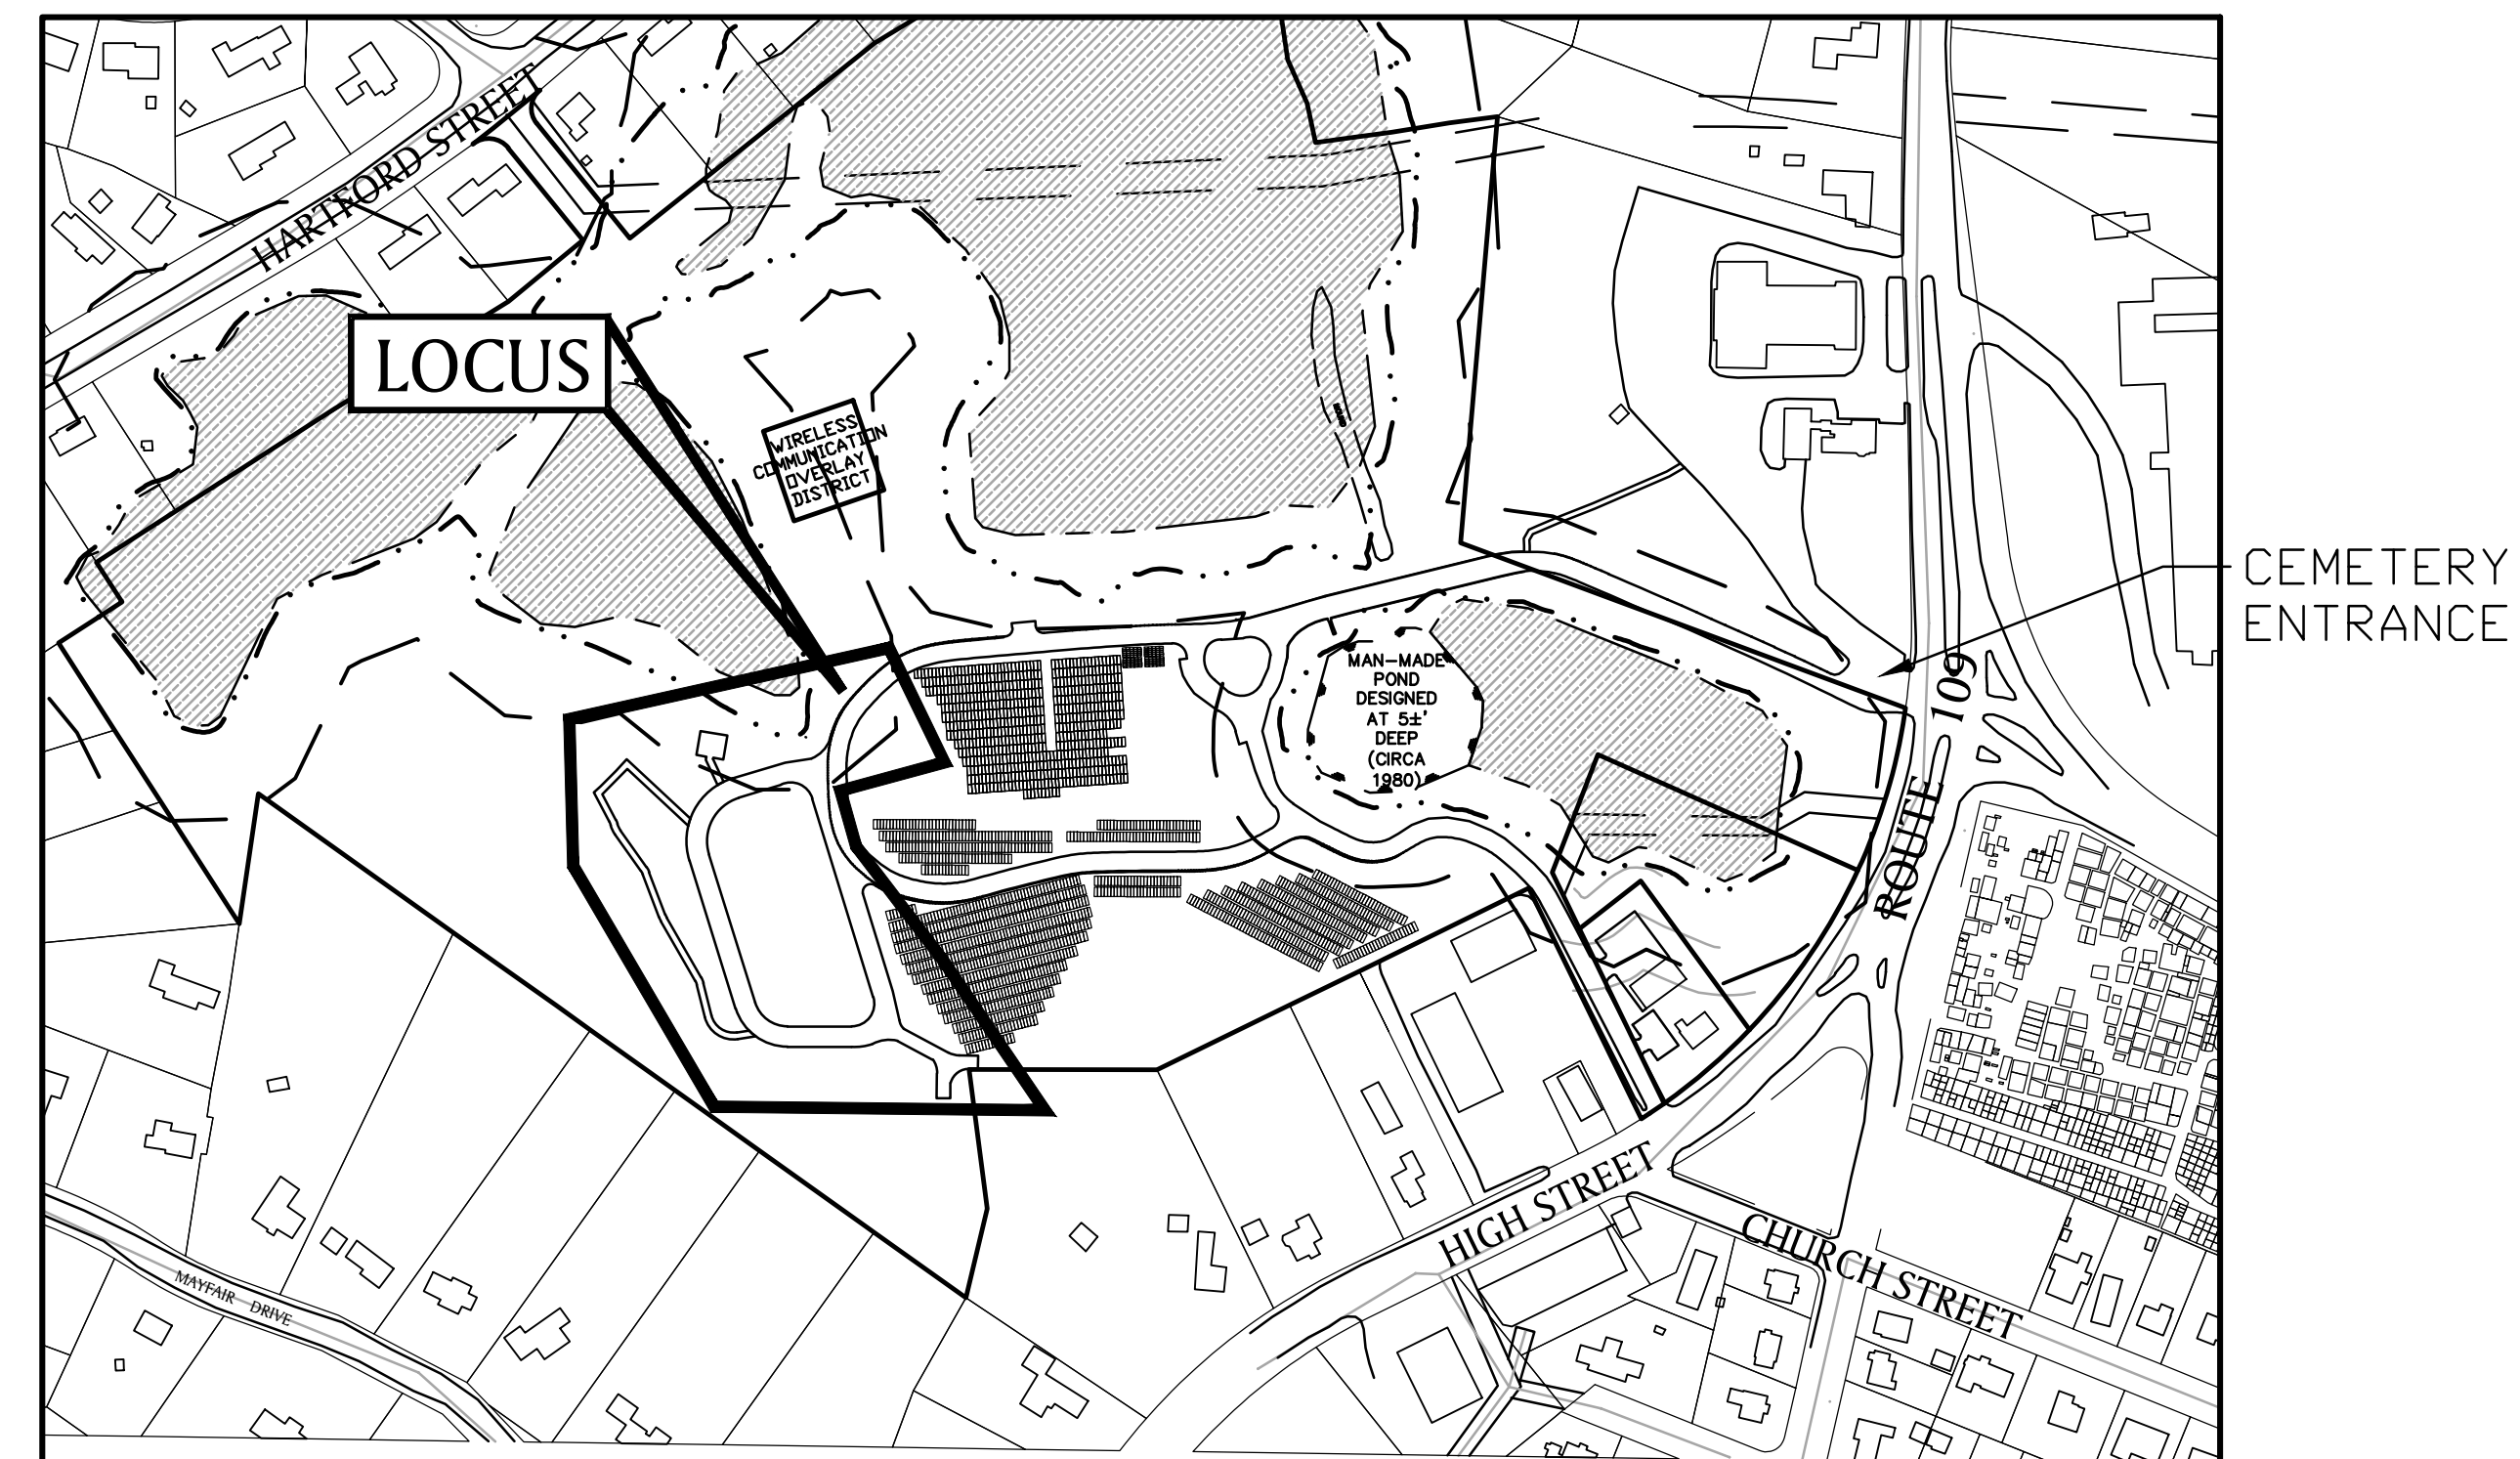 HARTFORD STREET
LOCUS
WIRELESS
COMMUNICATION
OVERLAY
DISTRICT
CEMETERY
ENTRANCE
MAN-MADE
POND
DESIGNED
AT 5±'
DEEP
(CIRCA
1980)
ROUTE 109
HIGH STREET
CHURCH STREET
MAYFAIR DRIVE